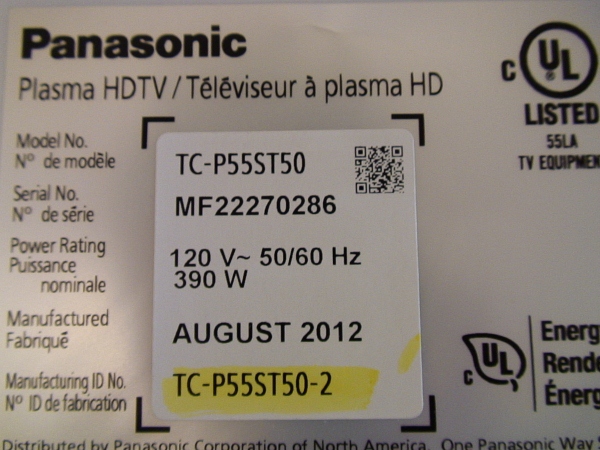 Panasonic
Plasma HDTV / Téléviseur à plasma HD
C UL
LISTED
55LA
TV EQUIPMEN
Model No.
N° de modèle
TC-P55ST50
Serial No.
N° de série
MF22270286
Power Rating
Puissance
nominale
120 V~ 50/60 Hz
390 W
Manufactured
Fabriqué
AUGUST 2012
Manufacturing ID No.
N° ID de fabrication
TC-P55ST50-2
c UL
Energ
Rende
Énerg
Distributed by Panasonic Corporation of North America, One Panasonic Way